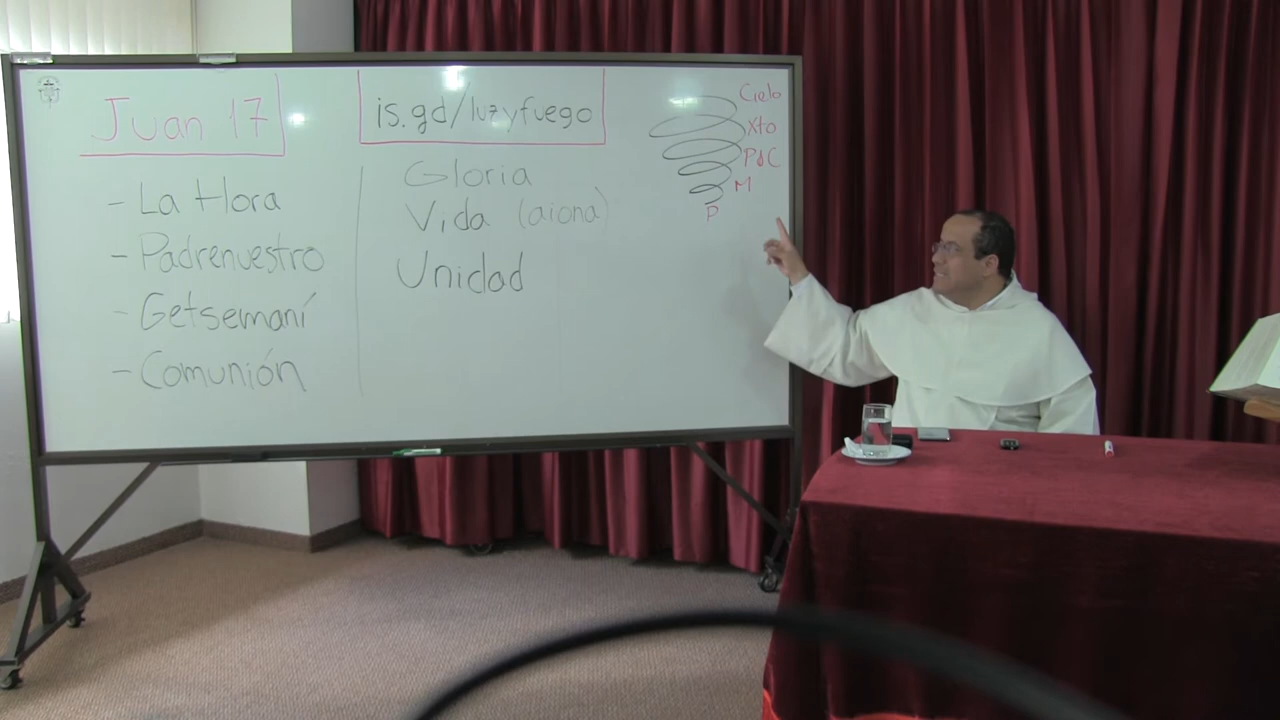 Juan 17
- La Hora
- Padrenuestro
- Getsemaní
- Comunión
is.gd/luzyfuego
Gloria
Vida (aiona)
Unidad
Cielo
Xto
PdC
M
P